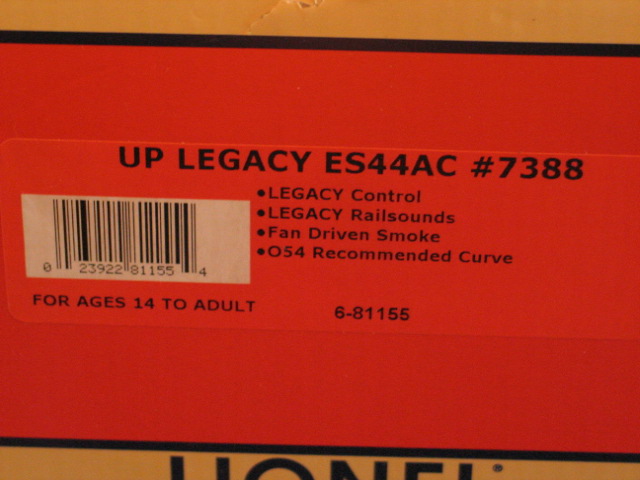 UP LEGACY ES44AC #7388
•LEGACY Control
•LEGACY Railsounds
•Fan Driven Smoke
•O54 Recommended Curve
0 23922 81155 4
FOR AGES 14 TO ADULT
6-81155
LIONEL